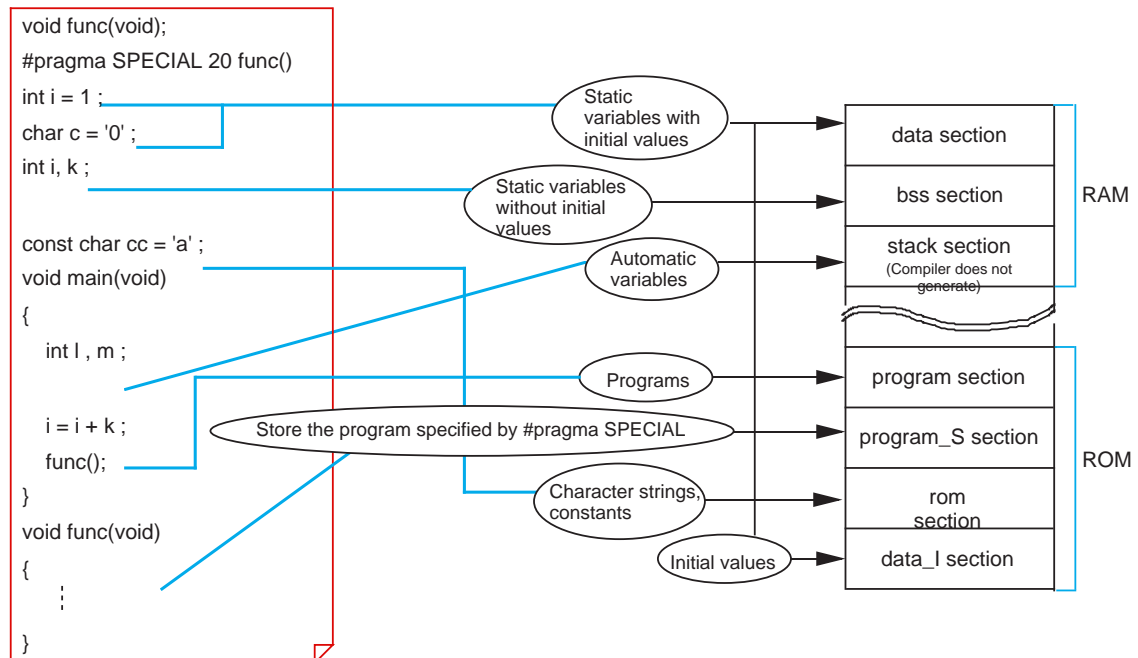 void func(void);
#pragma SPECIAL 20 func()
int i = 1 ;
char c = '0' ;
int i, k ;
const char cc = 'a' ;
void main(void)
{
int l , m ;
i = i + k ;
func();
}
void func(void)
{
}
Static
variables with
initial values
Static variables
without initial
values
Automatic
variables
Programs
Store the program specified by #pragma SPECIAL
Character strings,
constants
Initial values
data section
bss section
stack section
(Compiler does not
generate)
program section
program_S section
rom
section
data_I section
RAM
ROM